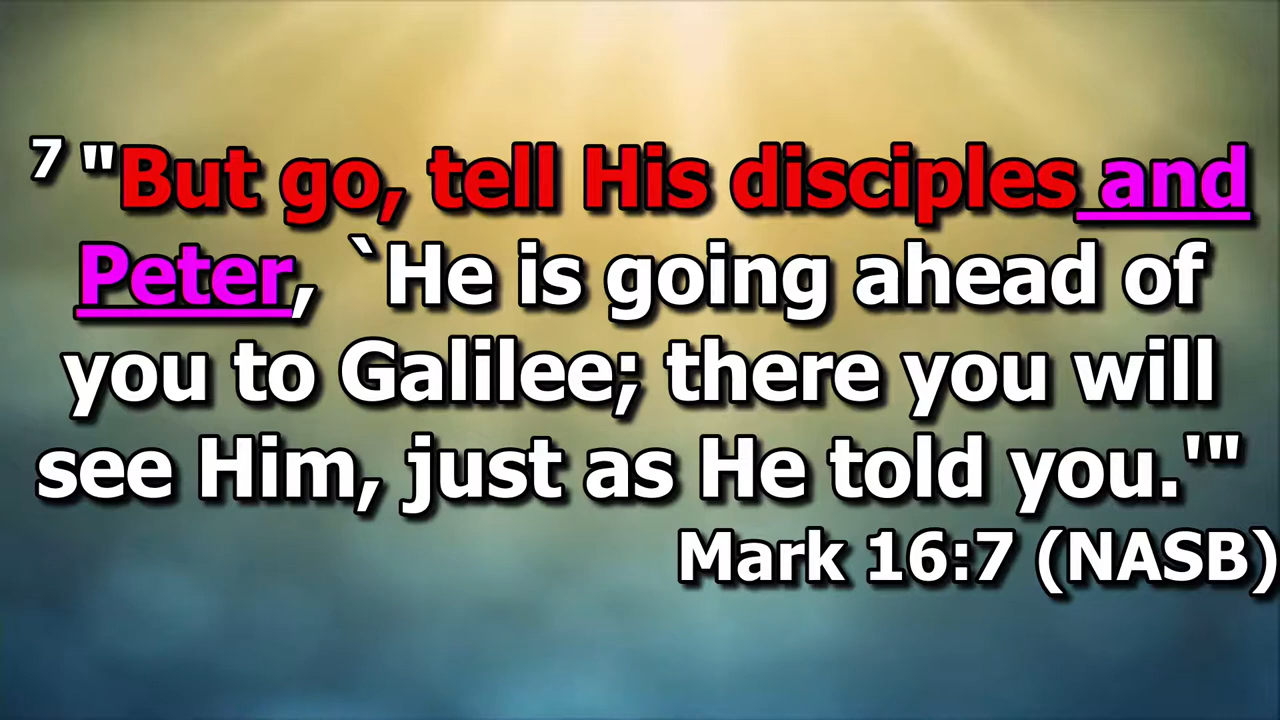 7 "But go, tell His disciples and
Peter, `He is going ahead of
you to Galilee; there you will
see Him, just as He told you.'"
Mark 16:7 (NASB)